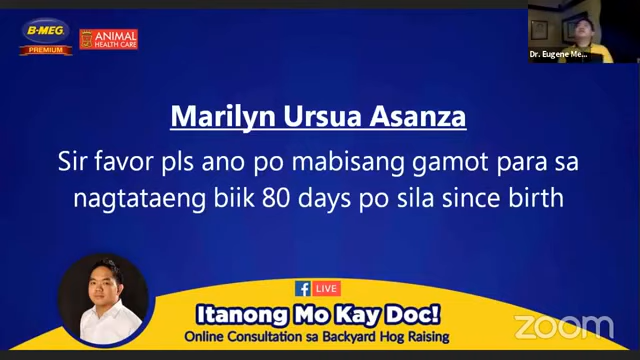 B-MEG
PREMIUM
ANIMAL
HEALTH CARE
Dr. Eugene Me...
Marilyn Ursua Asanza
Sir favor pls ano po mabisang gamot para sa
nagtataeng biik 80 days po sila since birth
LIVE
Itanong Mo Kay Doc!
Online Consultation sa Backyard Hog Raising
zoom